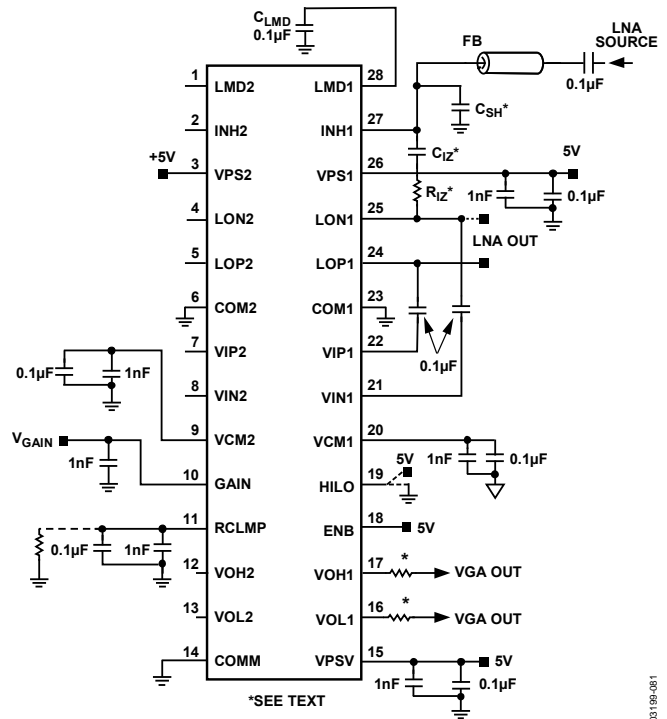 CLMD
0.1µF
FB
LNA
SOURCE
0.1µF
1 LMD2
LMD1 28
CSH*
2 INH2
INH1 27
CIZ*
+5V
3 VPS2
VPS1 26
5V
RIZ*
1nF
0.1µF
4 LON2
LON1 25
LNA OUT
5 LOP2
LOP1 24
6 COM2
COM1 23
7 VIP2
VIP1 22
0.1µF
0.1µF
1nF
8 VIN2
VIN1 21
9 VCM2
VCM1 20
VGAIN
1nF
1nF
0.1µF
5V
10 GAIN
HILO 19
11 RCLMP
ENB 18
5V
0.1µF
1nF
12 VOH2
VOH1 17
*
VGA OUT
13 VOL2
VOL1 16
*
VGA OUT
14 COMM
VPSV 15
5V
1nF
0.1µF
*SEE TEXT
03199-081